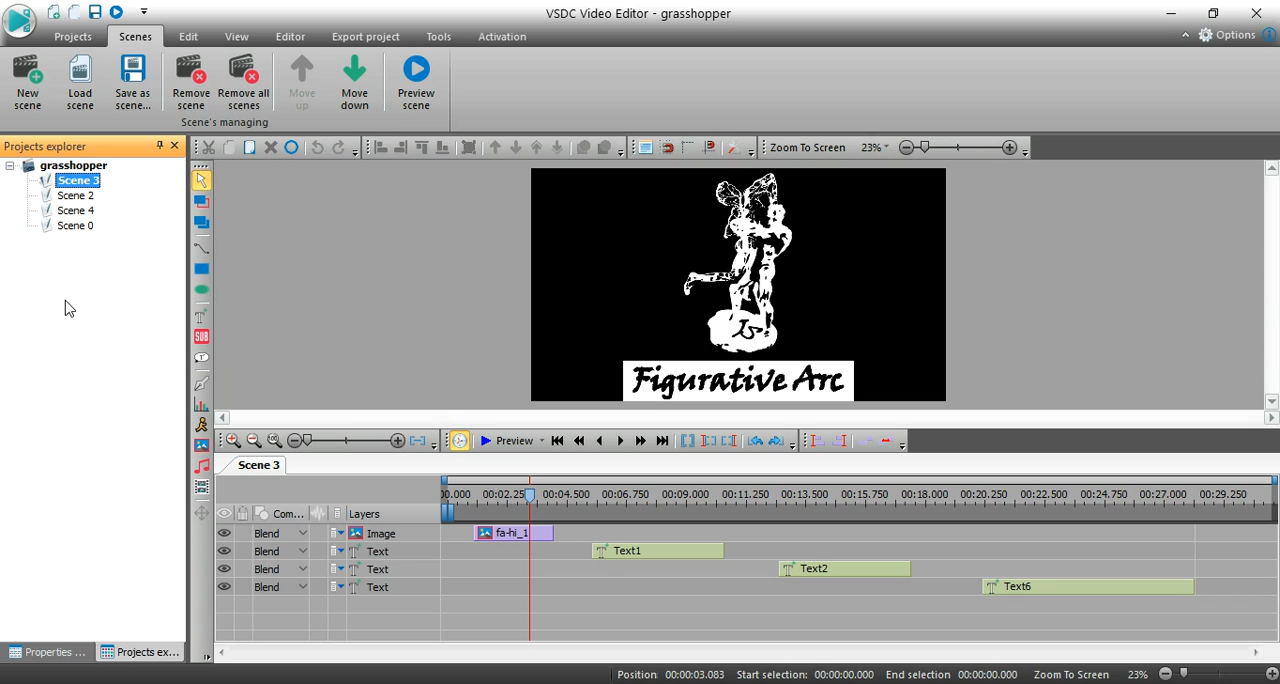 VSDC Video Editor - grasshopper
Projects Scenes Edit View Editor Export project Tools Activation Options
New scene Load scene Save as scene... Remove scene Remove all scenes Move up Move down Preview scene
Scene's managing
Projects explorer
Zoom To Screen 23%
grasshopper
Scene 3
Scene 2
Scene 4
Scene 0
T
SUB
T
JS
Figurative Arc
Preview
Scene 3
00.000 00:02.250 00:04.500 00:06.750 00:09.000 00:11.250 00:13.500 00:15.750 00:18.000 00:20.250 00:22.500 00:24.750 00:27.000 00:29.250
Com... Layers
Blend Image fa-hi_1
Blend T Text T Text1
Blend T Text T Text2
Blend T Text T Text6
Properties ... Projects ex...
Position: 00:00:03.083 Start selection: 00:00:00.000 End selection 00:00:00.000 Zoom To Screen 23%